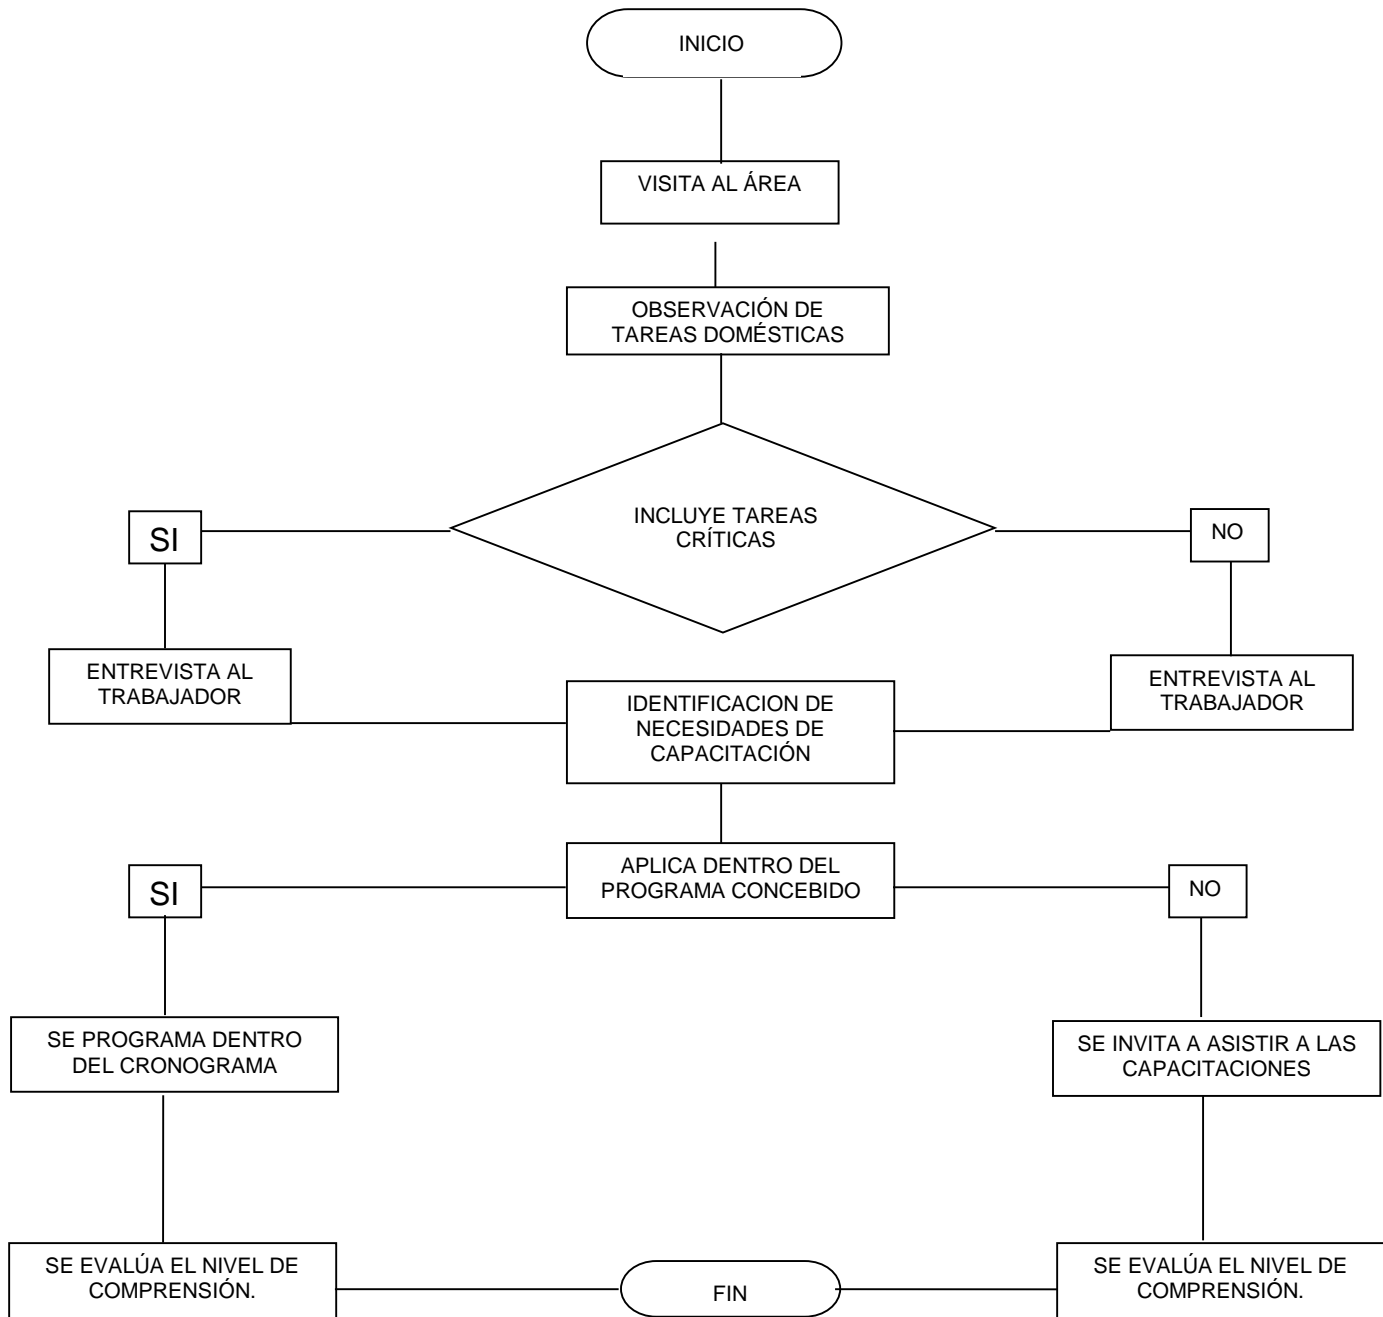 INICIO
VISITA AL ÁREA
OBSERVACIÓN DE
TAREAS DOMÉSTICAS
INCLUYE TAREAS
CRÍTICAS
SI
NO
ENTREVISTA AL
TRABAJADOR
IDENTIFICACION DE
NECESIDADES DE
CAPACITACIÓN
ENTREVISTA AL
TRABAJADOR
APLICA DENTRO DEL
PROGRAMA CONCEBIDO
SI
NO
SE PROGRAMA DENTRO
DEL CRONOGRAMA
SE INVITA A ASISTIR A LAS
CAPACITACIONES
SE EVALÚA EL NIVEL DE
COMPRENSIÓN.
FIN
SE EVALÚA EL NIVEL DE
COMPRENSIÓN.